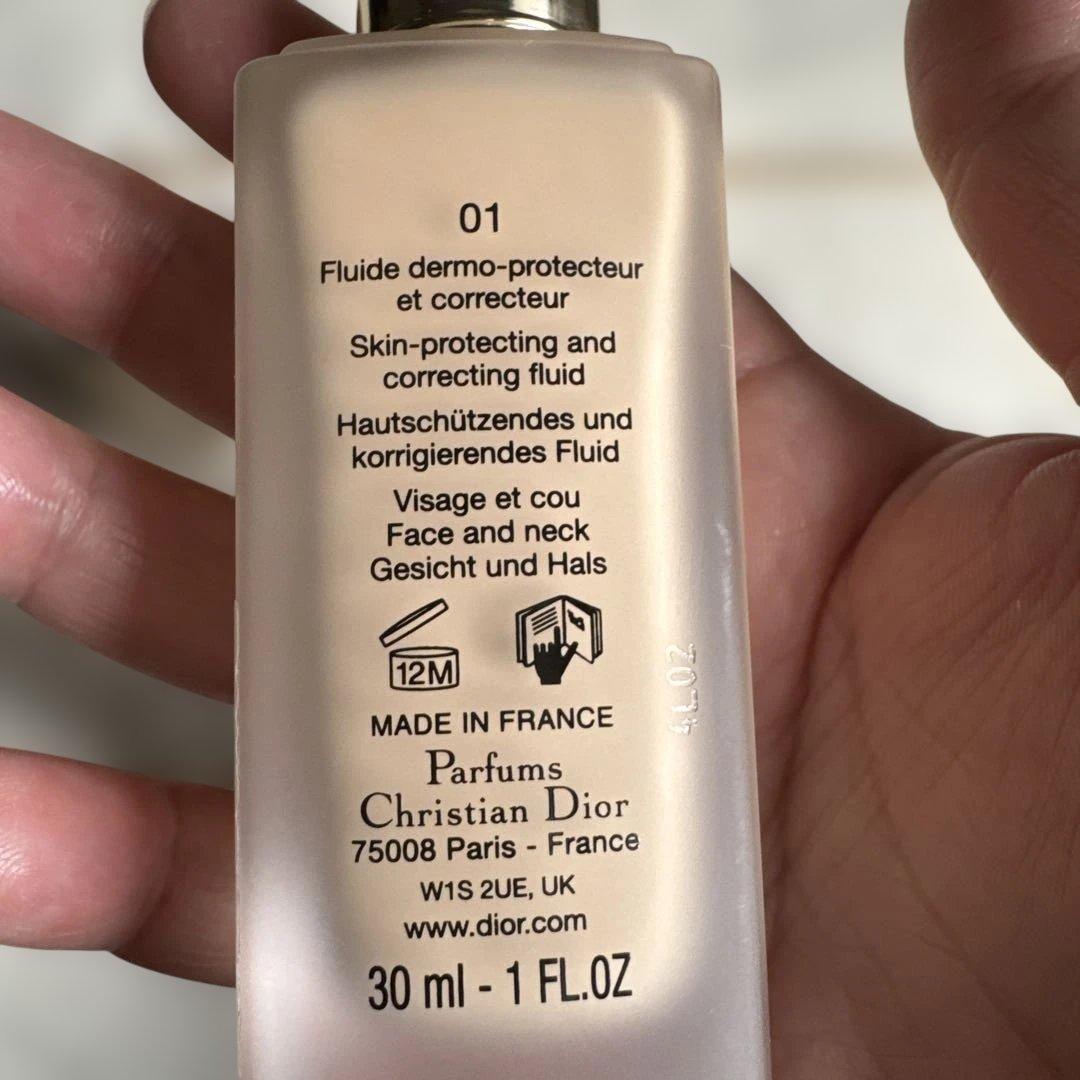 01
Fluide dermo-protecteur
et correcteur
Skin-protecting and
correcting fluid
Hautschützendes und
korrigierendes Fluid
Visage et cou
Face and neck
Gesicht und Hals
12M
MADE IN FRANCE
Parfums
Christian Dior
75008 Paris - France
W1S 2UE, UK
www.dior.com
30 ml - 1 FL.OZ
4L02